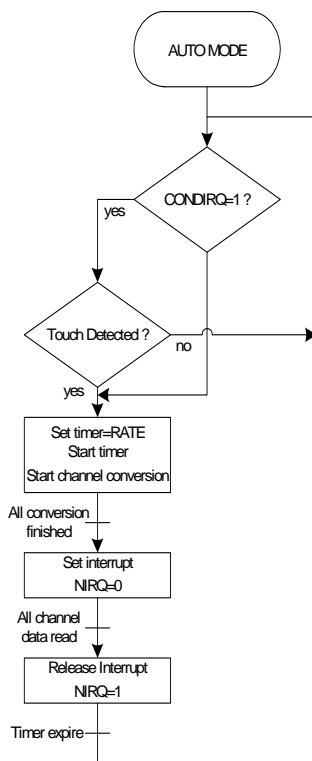 AUTO MODE
CONDIRQ=1 ?
yes
Touch Detected ?
no
yes
Set timer=RATE
Start timer
Start channel conversion
All conversion
finished
Set interrupt
NIRQ=0
All channel
data read
Release Interrupt
NIRQ=1
Timer expire